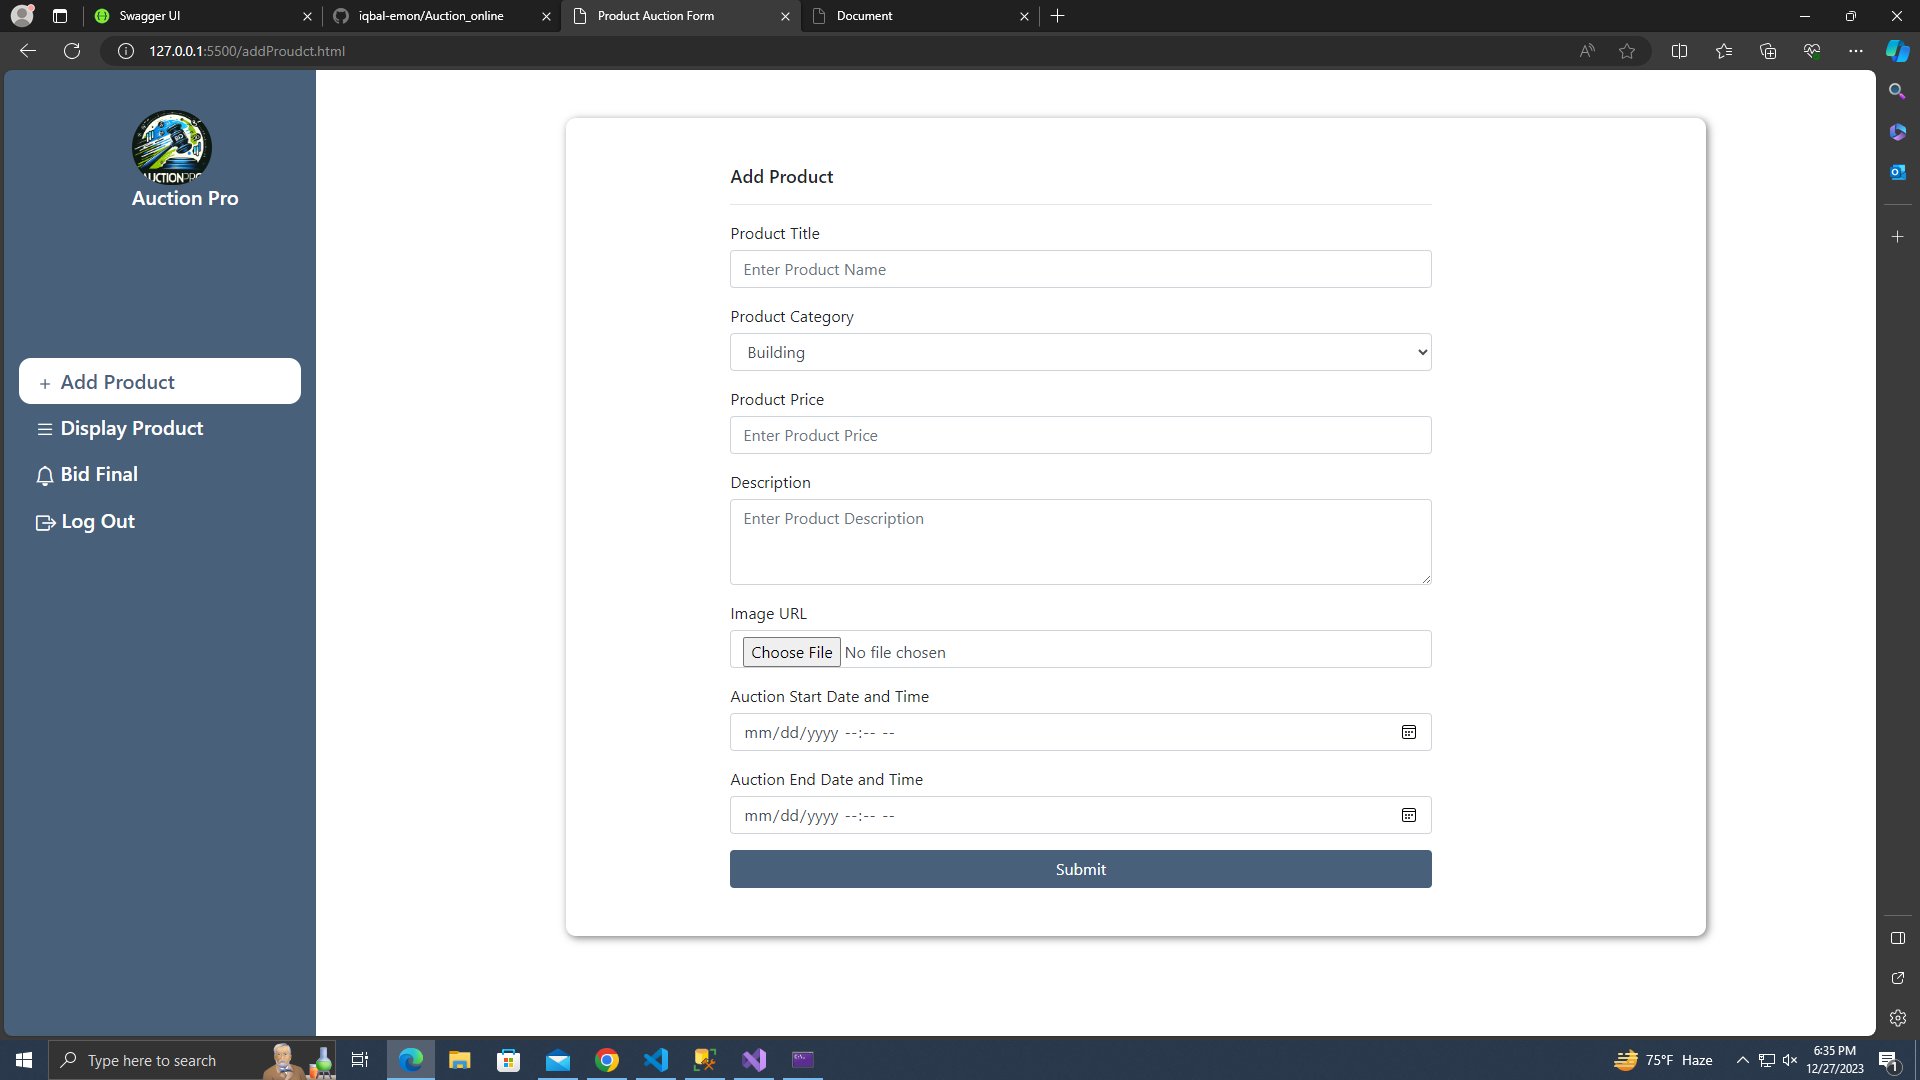 Swagger UI
iqbal-emon/Auction_online
Product Auction Form
Document
127.0.0.1:5500/addProudct.html
AUCTIONPRO
Auction Pro
Add Product
Display Product
Bid Final
Log Out
Add Product
Product Title
Enter Product Name
Product Category
Building
Product Price
Enter Product Price
Description
Enter Product Description
Image URL
Choose File No file chosen
Auction Start Date and Time
mm/dd/yyyy --:-- --
Auction End Date and Time
mm/dd/yyyy --:-- --
Submit
Type here to search
75°F Haze
6:35 PM
12/27/2023
1